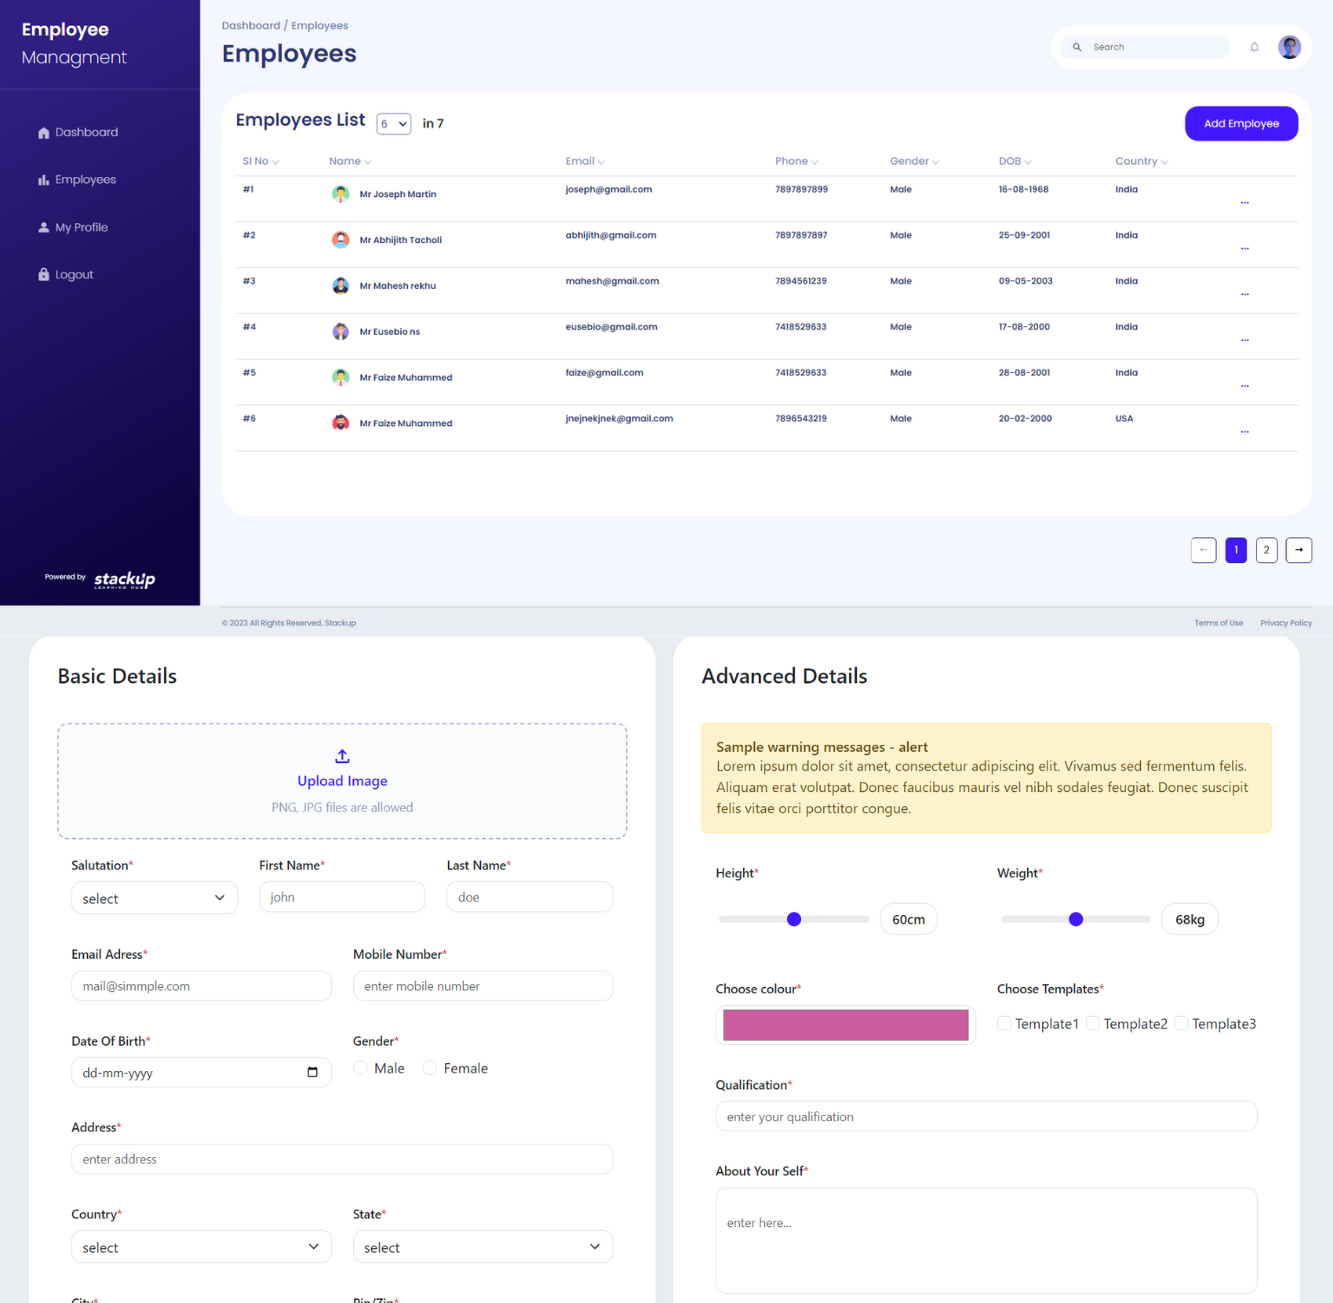 Employee
Managment
Dashboard
Employees
My Profile
Logout
Powered by stackup
LEARNING HUB
Dashboard / Employees
Employees
Search
Employees List 6 in 7
Add Employee
Sl No Name Email Phone Gender DOB Country
#1 Mr Joseph Martin joseph@gmail.com 7897897899 Male 16-08-1968 India ...
#2 Mr Abhijith Tacholi abhijith@gmail.com 7897897897 Male 25-09-2001 India ...
#3 Mr Mahesh rekhu mahesh@gmail.com 7894561239 Male 09-05-2003 India ...
#4 Mr Eusebio ns eusebio@gmail.com 7418529633 Male 17-08-2000 India ...
#5 Mr Faize Muhammed faize@gmail.com 7418529633 Male 28-08-2001 India ...
#6 Mr Faize Muhammed jnejnekjnek@gmail.com 7896543219 Male 20-02-2000 USA ...
← 1 2 →
© 2023 All Rights Reserved. Stackup
Terms of Use Privacy Policy
Basic Details
Upload Image
PNG, JPG files are allowed
Salutation* First Name* Last Name*
select john doe
Email Adress* Mobile Number*
mail@simmple.com enter mobile number
Date Of Birth* Gender*
dd-mm-yyyy Male Female
Address*
enter address
Country* State*
select select
City* Pin/Zip*
Advanced Details
Sample warning messages - alert
Lorem ipsum dolor sit amet, consectetur adipiscing elit. Vivamus sed fermentum felis.
Aliquam erat volutpat. Donec faucibus mauris vel nibh sodales feugiat. Donec suscipit
felis vitae orci porttitor congue.
Height* Weight*
60cm 68kg
Choose colour* Choose Templates*
Template1 Template2 Template3
Qualification*
enter your qualification
About Your Self*
enter here...